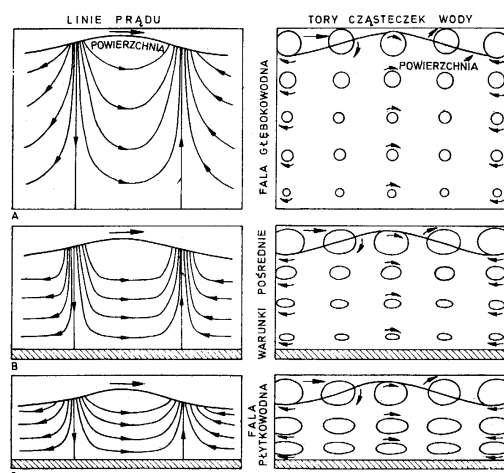 LINIE PRĄDU
TORY CZĄSTECZEK WODY
POWIERZCHNIA
POWIERZCHNIA
FALA GŁĘBOKOWODNA
A
WARUNKI POŚREDNIE
B
FALA
PŁYTKOWODNA